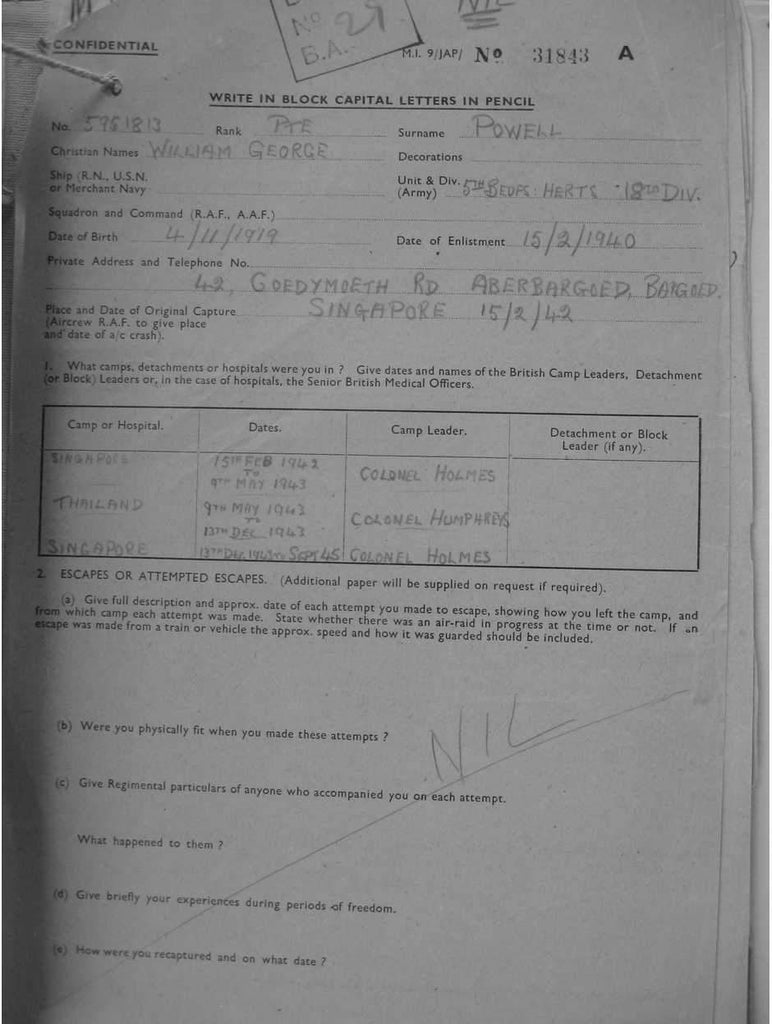 NIL
No 29
B.A.
CONFIDENTIAL
M.I. 9/JAP/ No 31843 A
WRITE IN BLOCK CAPITAL LETTERS IN PENCIL
No. 5951813 Rank PTE Surname POWELL
Christian Names WILLIAM GEORGE Decorations
Ship (R.N., U.S.N.
or Merchant Navy
Unit & Div.
(Army) 5TH BEDFS: HERTS 18TH DIV.
Squadron and Command (R.A.F., A.A.F.)
Date of Birth 4/11/1919 Date of Enlistment 15/2/1940
Private Address and Telephone No.
42, GOEDYMOETH RD ABERBARGOED, BARGOED.
Place and Date of Original Capture SINGAPORE 15/2/42
(Aircrew R.A.F. to give place
and date of a/c crash).
1. What camps, detachments or hospitals were you in ? Give dates and names of the British Camp Leaders, Detachment
(or Block) Leaders or, in the case of hospitals, the Senior British Medical Officers.
Camp or Hospital. Dates. Camp Leader. Detachment or Block
Leader (if any).
SINGAPORE 15TH FEB 1942
TO
9TH MAY 1943 COLONEL HOLMES
THAILAND 9TH MAY 1943
TO
13TH DEC 1943 COLONEL HUMPHREYS
SINGAPORE 13TH DEC. 1943 TO SEPT 45 COLONEL HOLMES
2. ESCAPES OR ATTEMPTED ESCAPES. (Additional paper will be supplied on request if required).
(a) Give full description and approx. date of each attempt you made to escape, showing how you left the camp, and
from which camp each attempt was made. State whether there was an air-raid in progress at the time or not. If an
escape was made from a train or vehicle the approx. speed and how it was guarded should be included.
(b) Were you physically fit when you made these attempts ?
NIL
(c) Give Regimental particulars of anyone who accompanied you on each attempt.
What happened to them ?
(d) Give briefly your experiences during periods of freedom.
(e) How were you recaptured and on what date ?